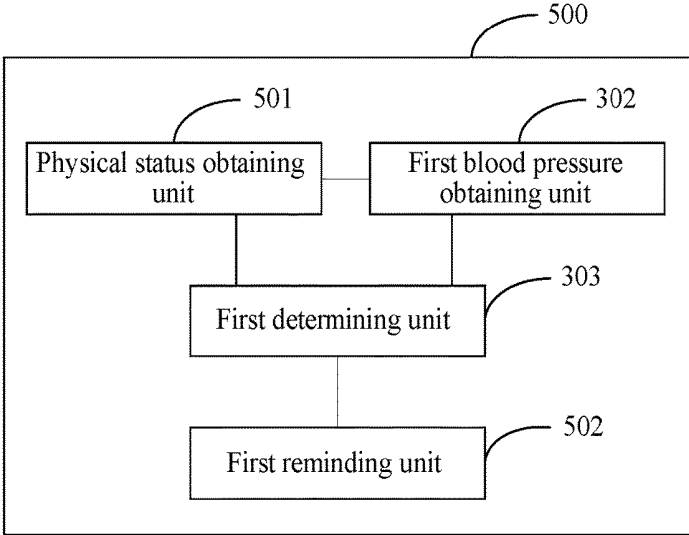 500
501
302
Physical status obtaining
unit
First blood pressure
obtaining unit
303
First determining unit
502
First reminding unit